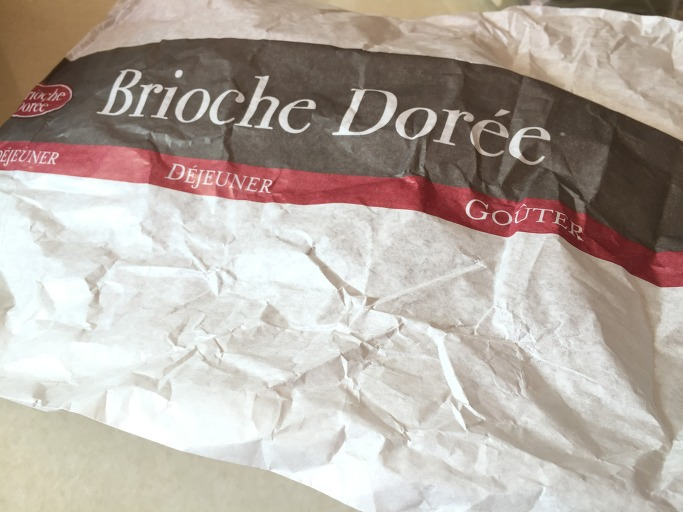 Brioche Dorée
Brioche
Dorée
DÉJEUNER
DÉJEUNER
GOÛTER